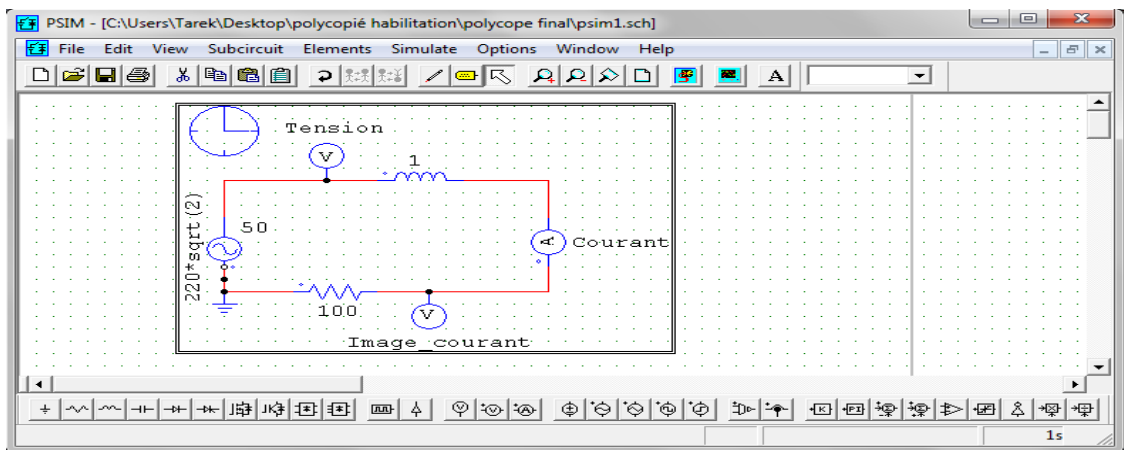 PSIM - [C:\Users\Tarek\Desktop\polycopié habilitation\polycope final\psim1.sch]
File Edit View Subcircuit Elements Simulate Options Window Help
A
Tension
V
1
220*sqrt(2)
50
A
Courant
100
V
Image_courant
K
PI
1s